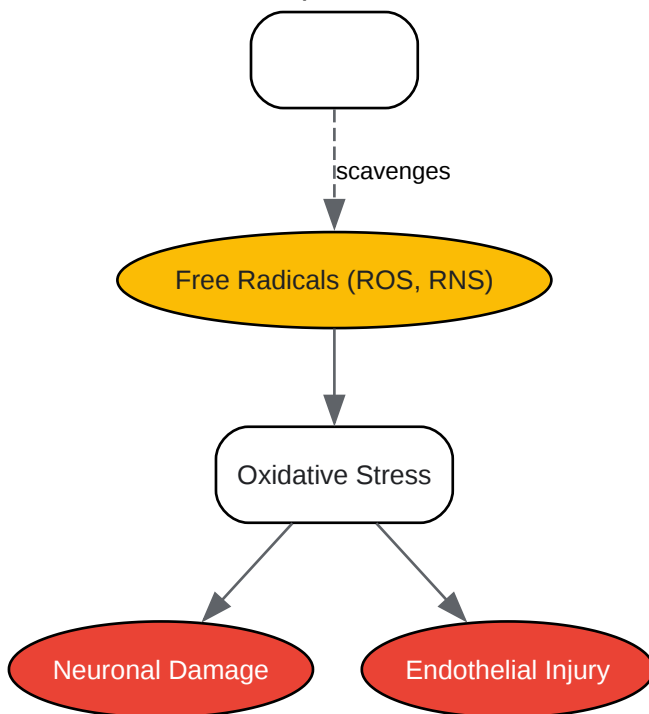 scavenges
Free Radicals (ROS, RNS)
Oxidative Stress
Neuronal Damage
Endothelial Injury